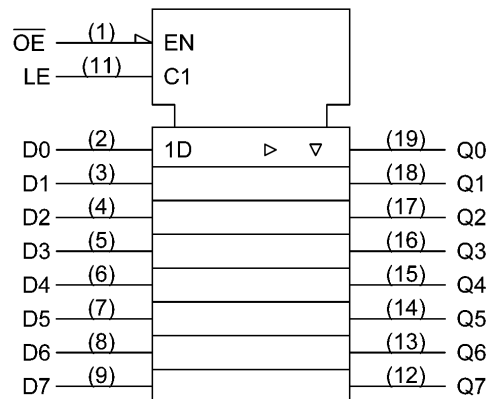 OE (1) EN
LE (11) C1
D0 (2) 1D (19) Q0
D1 (3) (18) Q1
D2 (4) (17) Q2
D3 (5) (16) Q3
D4 (6) (15) Q4
D5 (7) (14) Q5
D6 (8) (13) Q6
D7 (9) (12) Q7